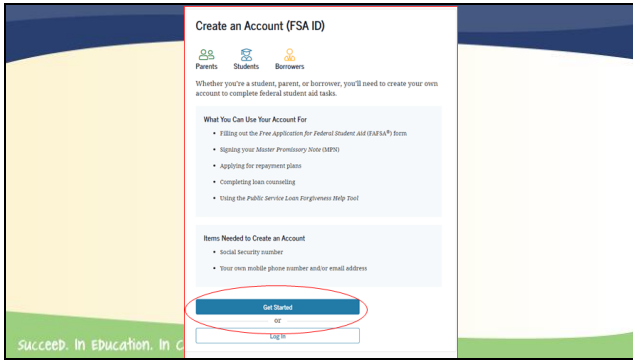 Create an Account (FSA ID)
Parents Students Borrowers
Whether you're a student, parent, or borrower, you'll need to create your own
account to complete federal student aid tasks.
What You Can Use Your Account For
• Filling out the Free Application for Federal Student Aid (FAFSA®) form
• Signing your Master Promissory Note (MPN)
• Applying for repayment plans
• Completing loan counseling
• Using the Public Service Loan Forgiveness Help Tool
Items Needed to Create an Account
• Social Security number
• Your own mobile phone number and/or email address
Get Started
or
Log In
Succeed. In Education. In C